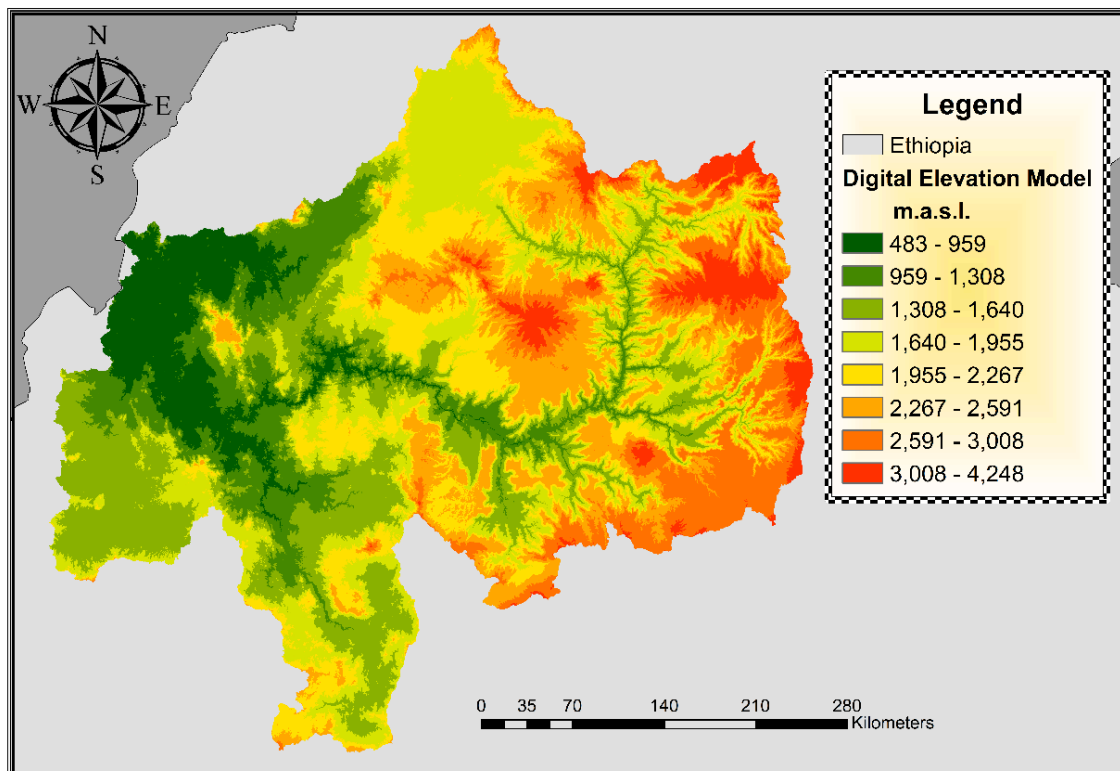 N
W E
S
Legend
Ethiopia
Digital Elevation Model
m.a.s.l.
483 - 959
959 - 1,308
1,308 - 1,640
1,640 - 1,955
1,955 - 2,267
2,267 - 2,591
2,591 - 3,008
3,008 - 4,248
0 35 70 140 210 280
Kilometers